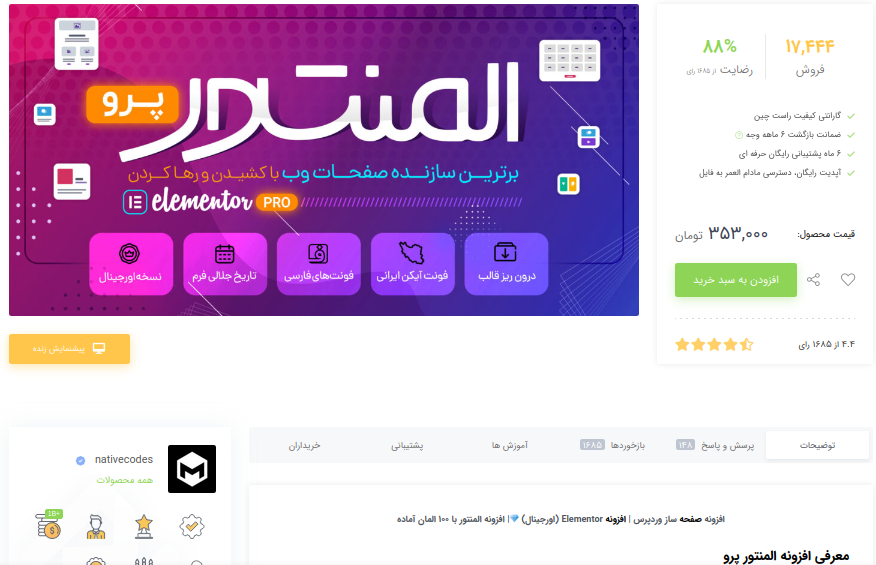 ۱۷,۴۴۴
فروش
۸۸%
رضایت از ۱۶۸۵ رای
گارانتی کیفیت راست چین
ضمانت بازگشت ۶ ماهه وجه
۶ ماه پشتیبانی رایگان حرفه ای
آپدیت رایگان، دسترسی مادام العمر به فایل
قیمت محصول:
۳۵۳,۰۰۰ تومان
افزودن به سبد خرید
۴.۴ از ۱۶۸۵ رای
المنتور پرو
برترین سازنده صفحات وب با کشیدن و رها کردن
elementor PRO
درون ریز قالب
فونت آیکن ایرانی
فونت‌های فارسی
تاریخ جلالی فرم
نسخه اورجینال
پیشنمایش زنده
توضیحات
پرسش و پاسخ ۱۴۸
بازخوردها ۱۶۸۵
آموزش ها
پشتیبانی
خریداران
افزونه صفحه ساز وردپرس | افزونه Elementor (اورجینال) 💎| افزونه المنتور با ۱۰۰ المان آماده
معرفی افزونه المنتور پرو
nativecodes
همه محصولات
18+